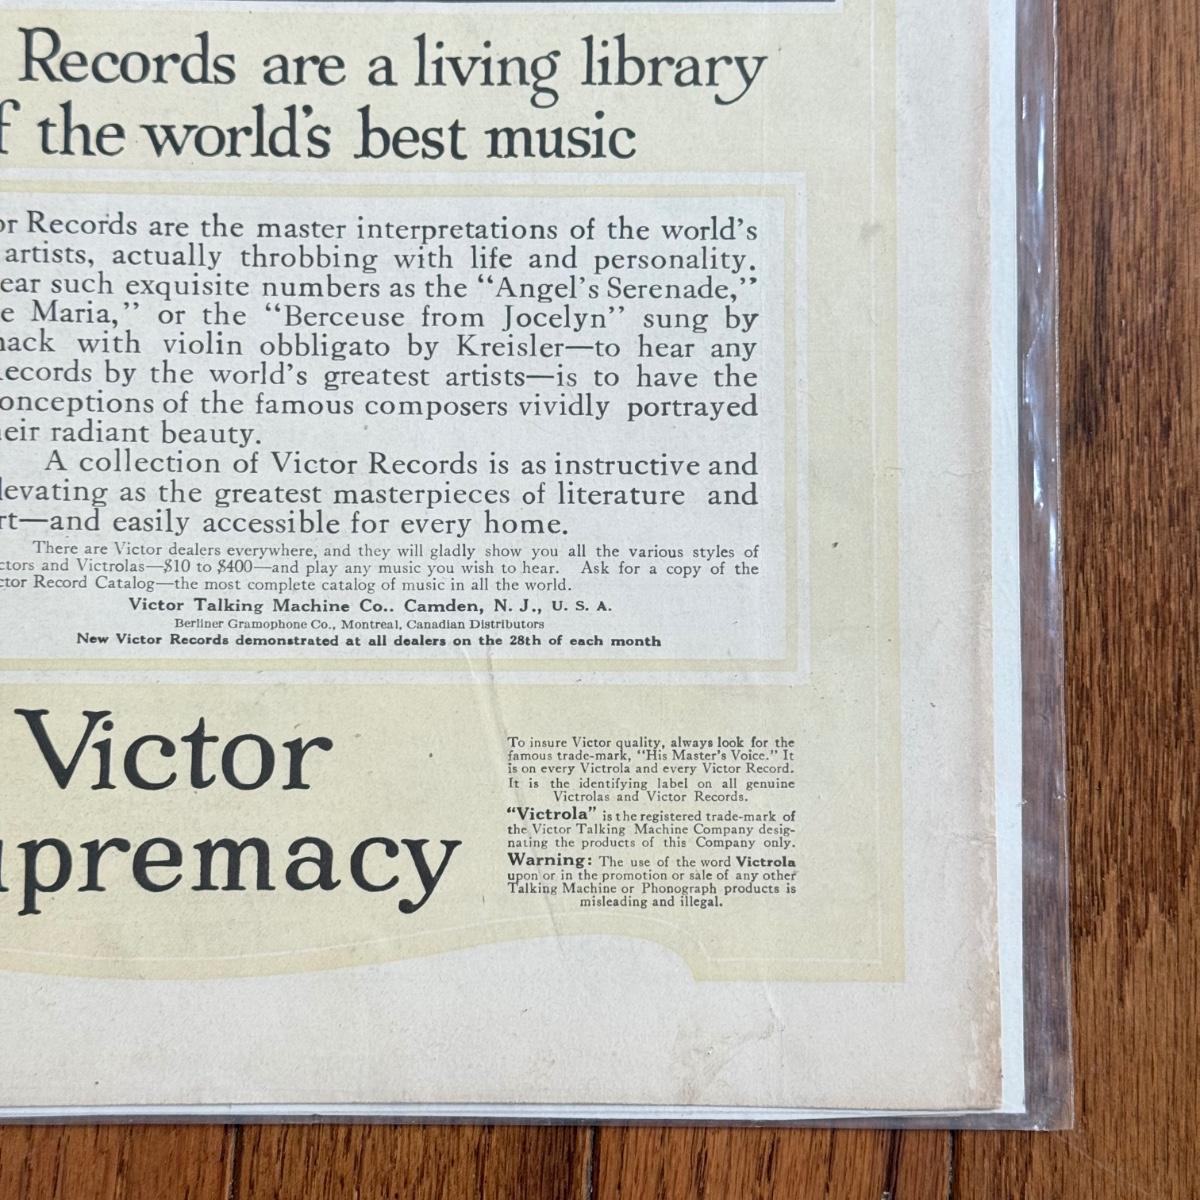 Records are a living library
f the world's best music
or Records are the master interpretations of the world's
artists, actually throbbing with life and personality.
ear such exquisite numbers as the "Angel's Serenade,"
e Maria," or the "Berceuse from Jocelyn" sung by
nack with violin obbligato by Kreisler—to hear any
ecords by the world's greatest artists—is to have the
onceptions of the famous composers vividly portrayed
eir radiant beauty.
A collection of Victor Records is as instructive and
levating as the greatest masterpieces of literature and
rt—and easily accessible for every home.
There are Victor dealers everywhere, and they will gladly show you all the various styles of
ctors and Victrolas—$10 to $400—and play any music you wish to hear. Ask for a copy of the
ctor Record Catalog—the most complete catalog of music in all the world.
Victor Talking Machine Co.. Camden, N. J., U. S. A.
Berliner Gramophone Co., Montreal, Canadian Distributors
New Victor Records demonstrated at all dealers on the 28th of each month
Victor
upremacy
To insure Victor quality, always look for the
famous trade-mark, "His Master's Voice." It
is on every Victrola and every Victor Record.
It is the identifying label on all genuine
Victrolas and Victor Records.
"Victrola" is the registered trade-mark of
the Victor Talking Machine Company desig-
nating the products of this Company only.
Warning: The use of the word Victrola
upon or in the promotion or sale of any other
Talking Machine or Phonograph products is
misleading and illegal.